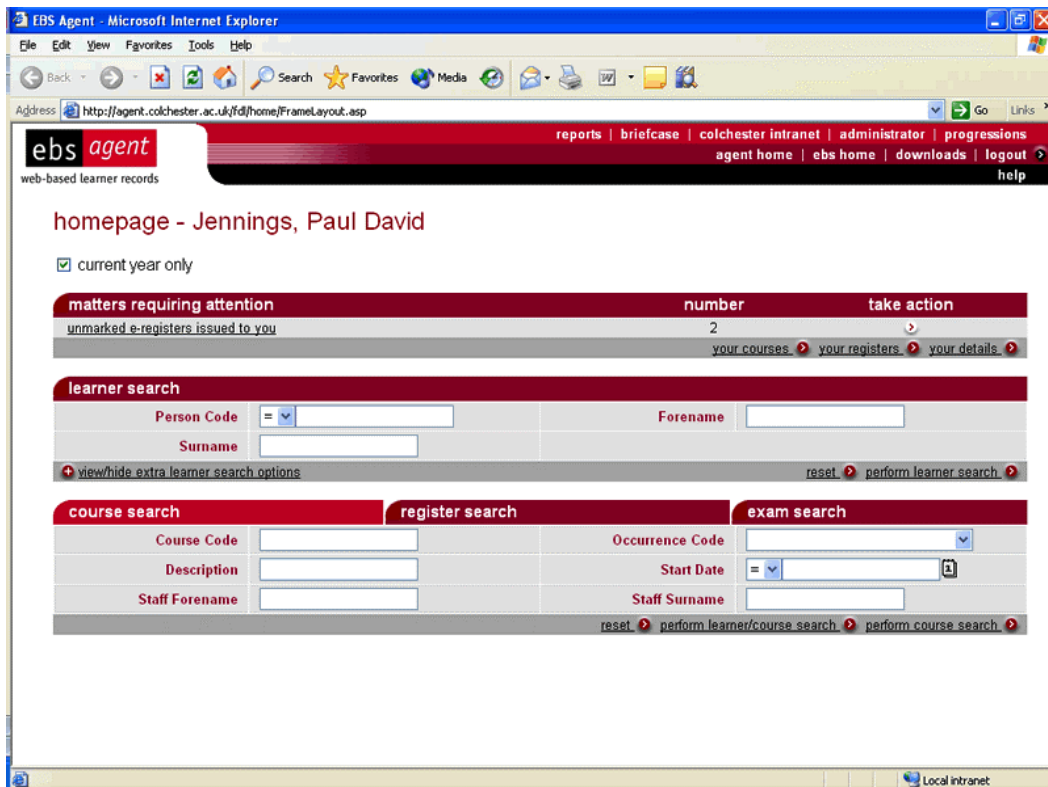 EBS Agent - Microsoft Internet Explorer
File Edit View Favorites Tools Help
Back Search Favorites Media
Address http://agent.colchester.ac.uk/fdl/home/FrameLayout.asp Go Links
ebs agent
web-based learner records
reports | briefcase | colchester intranet | administrator | progressions
agent home | ebs home | downloads | logout
help
homepage - Jennings, Paul David
current year only
matters requiring attention number take action
unmarked e-registers issued to you 2
your courses your registers your details
learner search
Person Code = Forename
Surname
view/hide extra learner search options reset perform learner search
course search register search exam search
Course Code Occurrence Code
Description Start Date = 1
Staff Forename Staff Surname
reset perform learner/course search perform course search
Local intranet